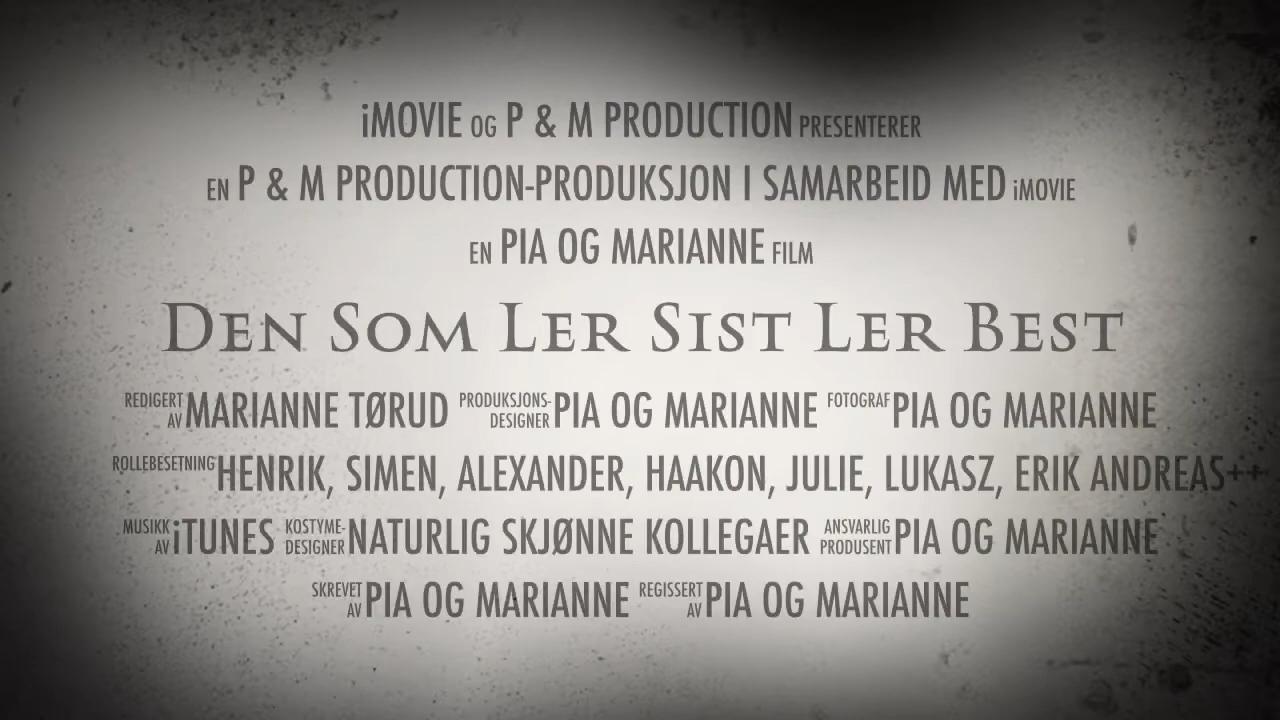 iMOVIE OG P & M PRODUCTION PRESENTERER
EN P & M PRODUCTION-PRODUKSJON I SAMARBEID MED iMOVIE
EN PIA OG MARIANNE FILM
DEN SOM LER SIST LER BEST
REDIGERT AV MARIANNE TØRUD PRODUKSJONS-DESIGNER PIA OG MARIANNE FOTOGRAF PIA OG MARIANNE
ROLLEBESETNING HENRIK, SIMEN, ALEXANDER, HAAKON, JULIE, LUKASZ, ERIK ANDREAS++
MUSIKK AV iTUNES KOSTYME-DESIGNER NATURLIG SKJØNNE KOLLEGAER ANSVARLIG PRODUSENT PIA OG MARIANNE
SKREVET AV PIA OG MARIANNE REGISSERT AV PIA OG MARIANNE